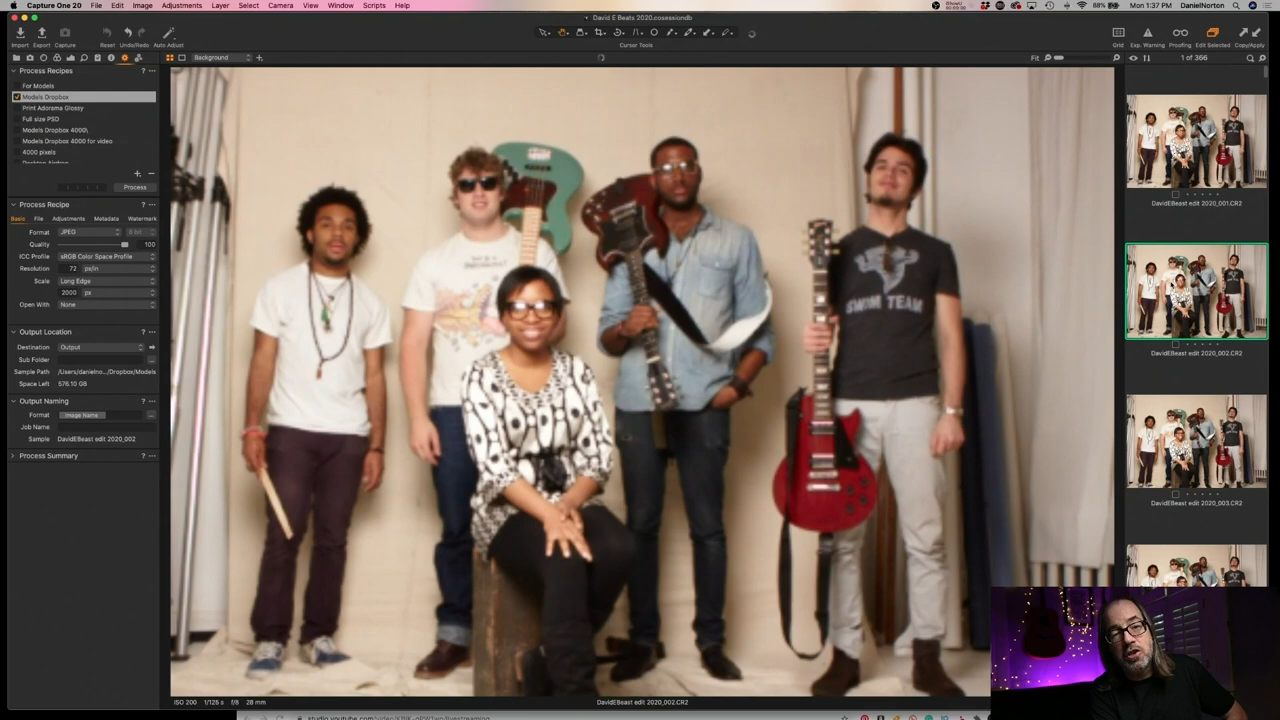 Capture One 20 File Edit Image Adjustments Layer Select Camera View Window Scripts Help
88% Mon 1:37 PM DanielNorton
David E Beats 2020.cosessiondb
Import Export Capture Reset Undo/Redo Auto Adjust
Cursor Tools
Grid Exp. Warning Proofing Edit Selected Copy/Apply
Background
Fit
1 of 366
Process Recipes ? ...
For Models
Models Dropbox
Print Adorama Glossy
Full size PSD
Models Dropbox 4000\
Models Dropbox 4000 for video
4000 pixels
+ −
Process
Process Recipe ? ...
Basic File Adjustments Metadata Watermark
Format JPEG 8 bit
Quality 100
ICC Profile sRGB Color Space Profile
Resolution 72 px/in
Scale Long Edge
2000 px
Open With None
Output Location ? ...
Destination Output
Sub Folder ...
Sample Path /Users/danielno.../Dropbox/Models
Space Left 576.10 GB
Output Naming ? ...
Format Image Name ...
Job Name
Sample DavidEBeast edit 2020_002
Process Summary ? ...
SWIM TEAM
DavidEBeast edit 2020_001.CR2
DavidEBeast edit 2020_002.CR2
DavidEBeast edit 2020_003.CR2
ISO 200 1/125 s f/8 28 mm
DavidEBeast edit 2020_002.CR2